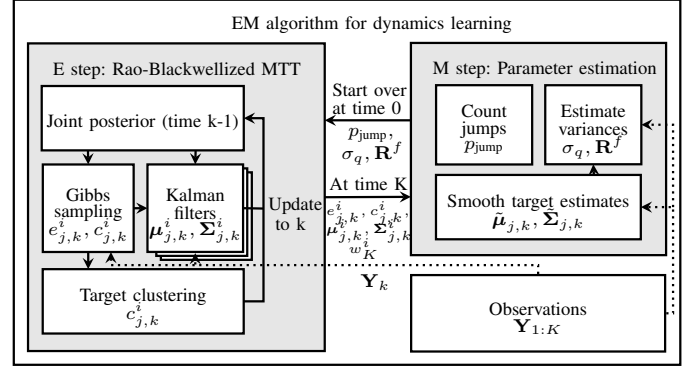 EM algorithm for dynamics learning
E step: Rao-Blackwellized MTT
Joint posterior (time k-1)
Gibbs
sampling
e^i_{j,k}, c^i_{j,k}
Kalman
filters
μ^i_{j,k}, Σ^i_{j,k}
Update
to k
Target clustering
c^i_{j,k}
Start over
at time 0
p_jump,
σ_q, R^f
At time K
e^i_{j,k}, c^i_{j,k},
μ^i_{j,k}, Σ^i_{j,k}
w^i_K
Y_k
M step: Parameter estimation
Count
jumps
p_jump
Estimate
variances
σ_q, R^f
Smooth target estimates
μ̃_{j,k}, Σ̃_{j,k}
Observations
Y_{1:K}